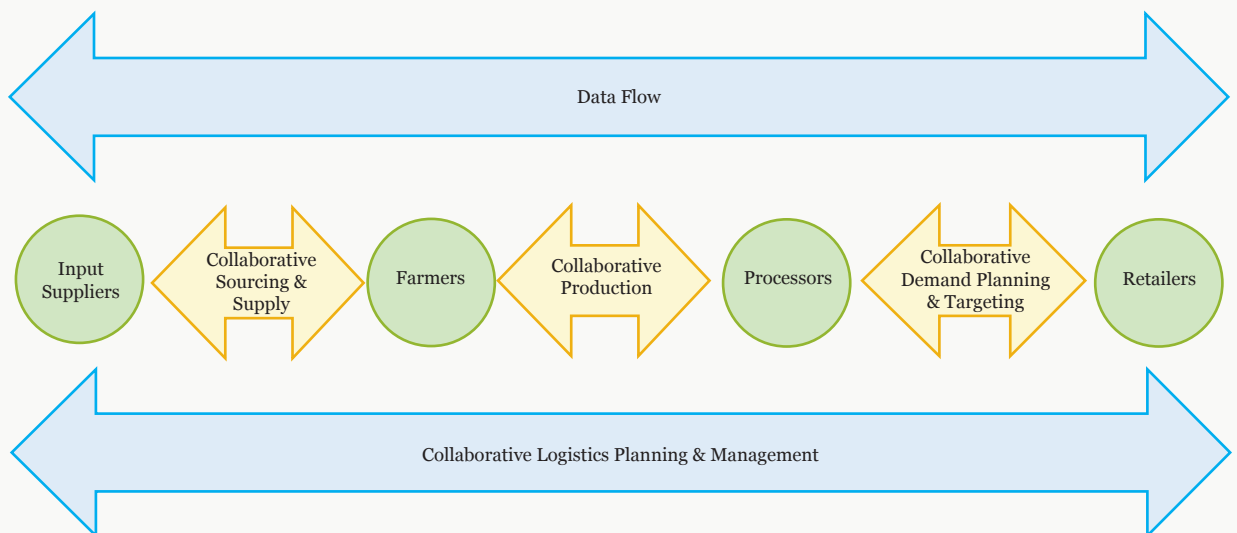 Data Flow
Input
Suppliers
Collaborative
Sourcing &
Supply
Farmers
Collaborative
Production
Processors
Collaborative
Demand Planning
& Targeting
Retailers
Collaborative Logistics Planning & Management